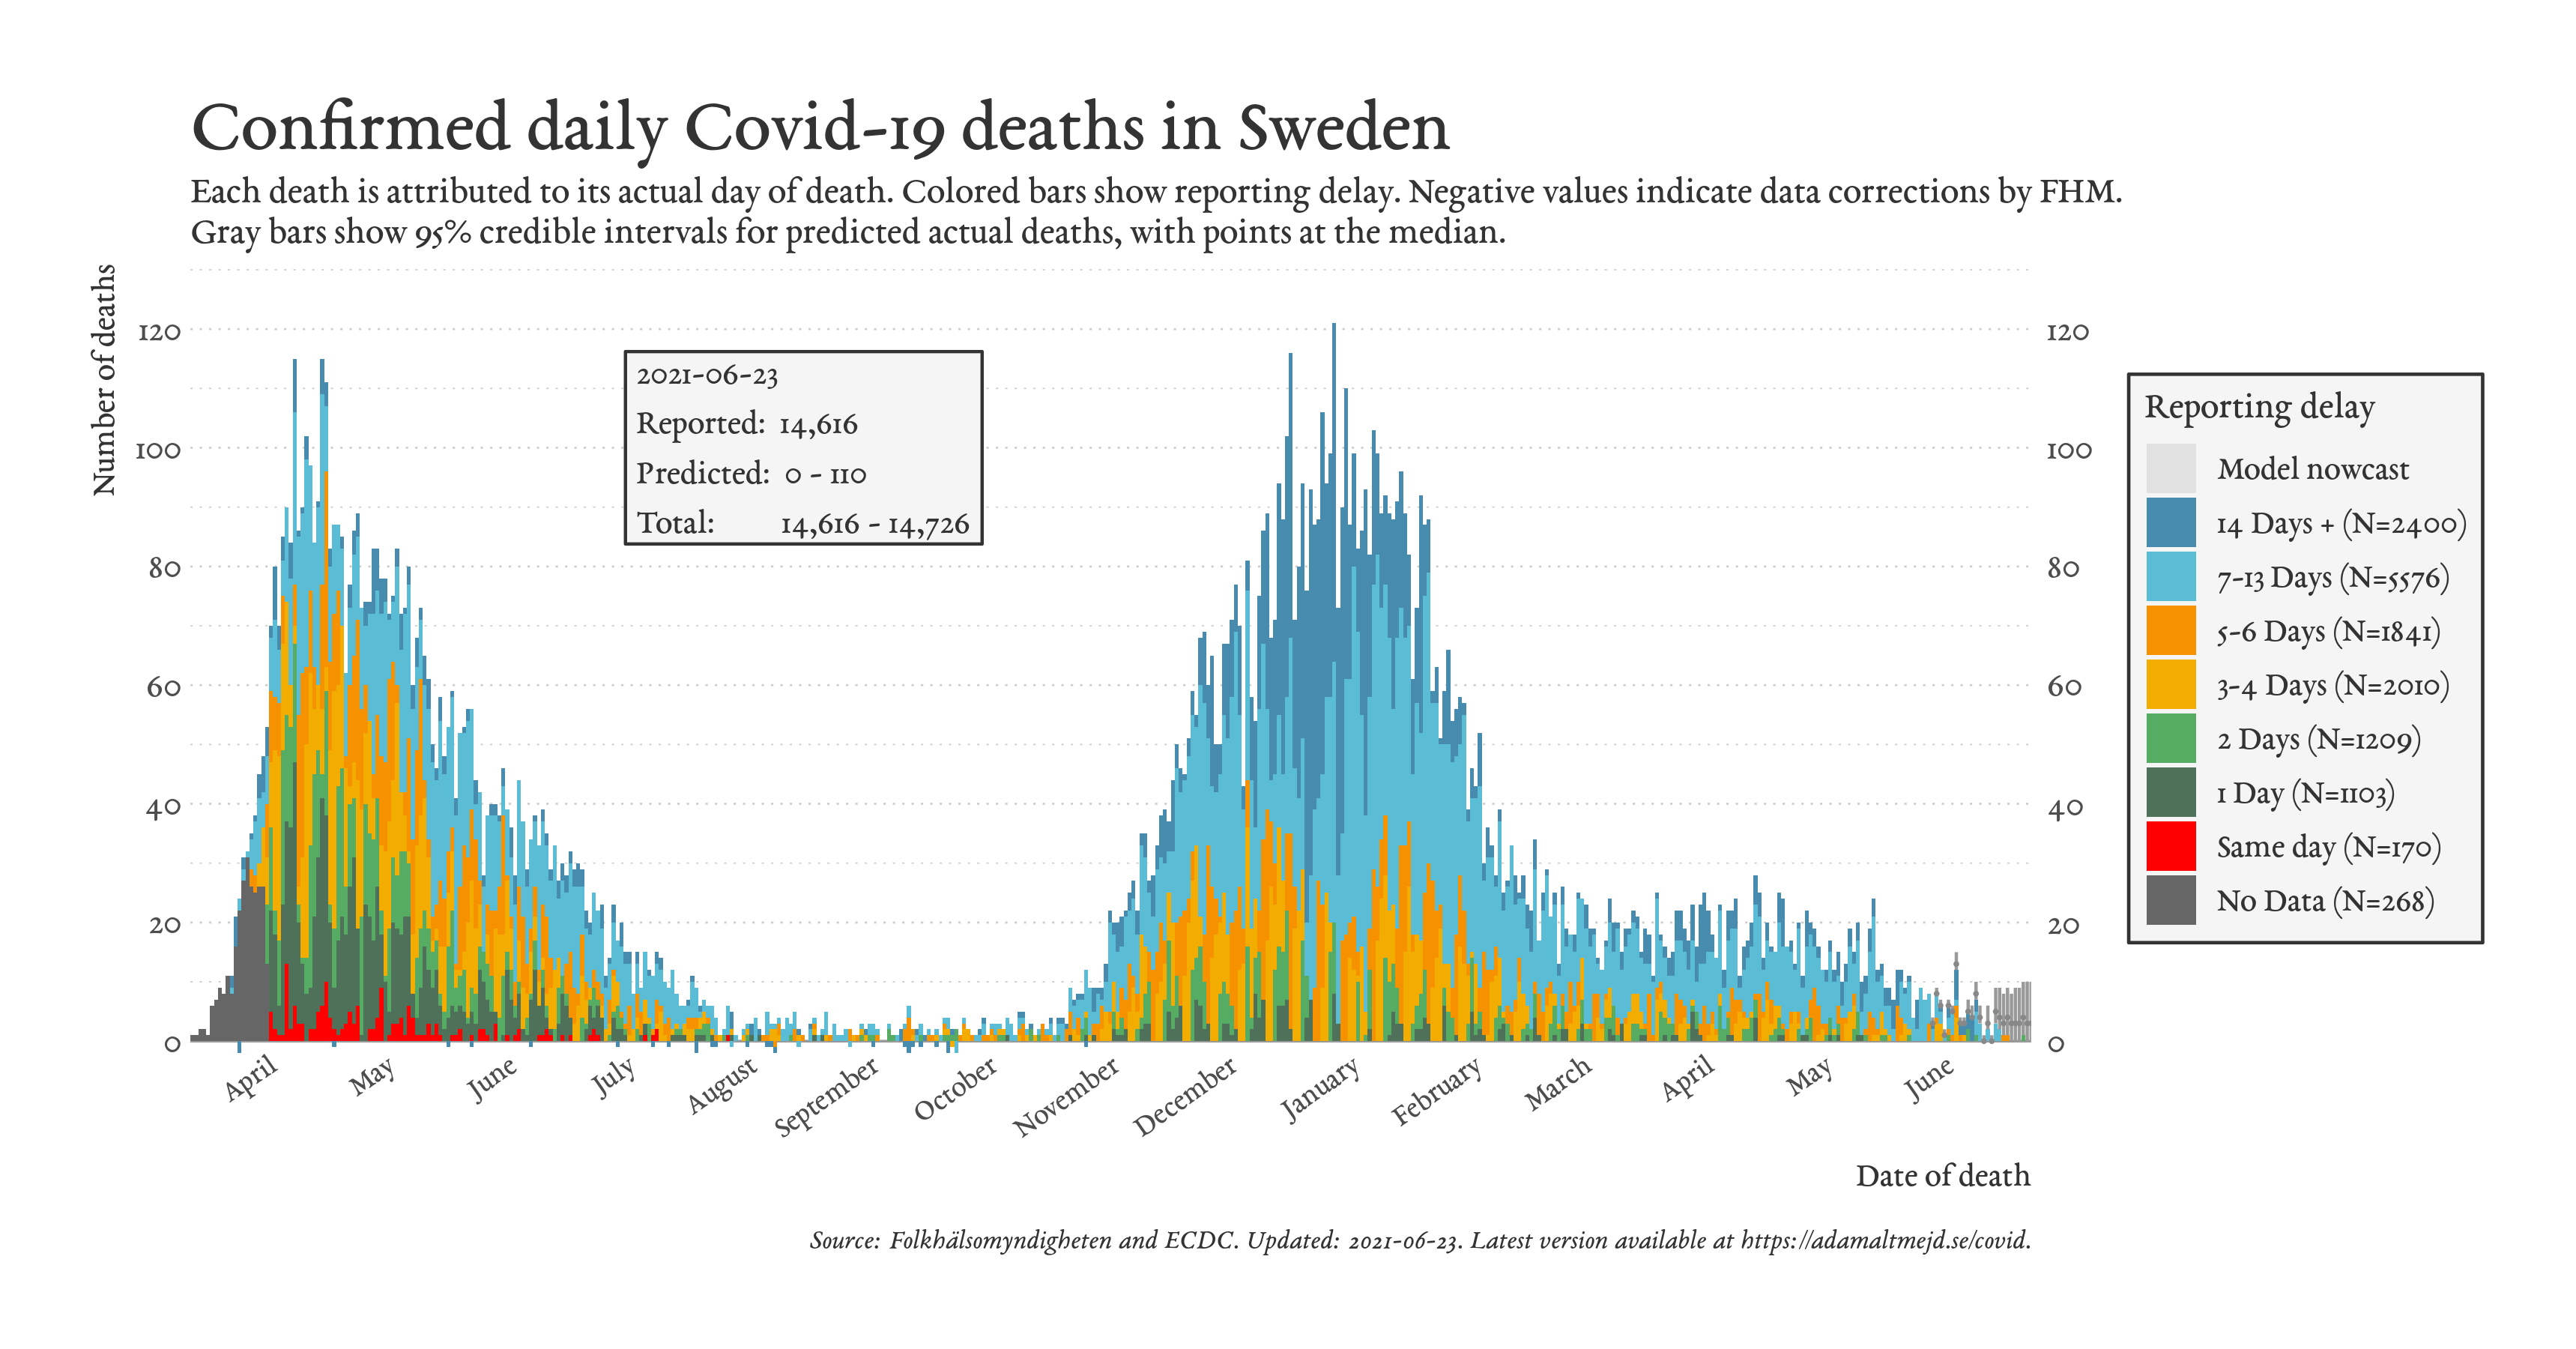 Confirmed daily Covid-19 deaths in Sweden
Each death is attributed to its actual day of death. Colored bars show reporting delay. Negative values indicate data corrections by FHM.
Gray bars show 95% credible intervals for predicted actual deaths, with points at the median.
Number of deaths
120
100
80
60
40
20
0
2021-06-23
Reported: 14,616
Predicted: 0 - 110
Total: 14,616 - 14,726
120
100
80
60
40
20
0
Reporting delay
Model nowcast
14 Days + (N=2400)
7-13 Days (N=5576)
5-6 Days (N=1841)
3-4 Days (N=2010)
2 Days (N=1209)
1 Day (N=1103)
Same day (N=170)
No Data (N=268)
April
May
June
July
August
September
October
November
December
January
February
March
April
May
June
Date of death
Source: Folkhälsomyndigheten and ECDC. Updated: 2021-06-23. Latest version available at https://adamaltmejd.se/covid.